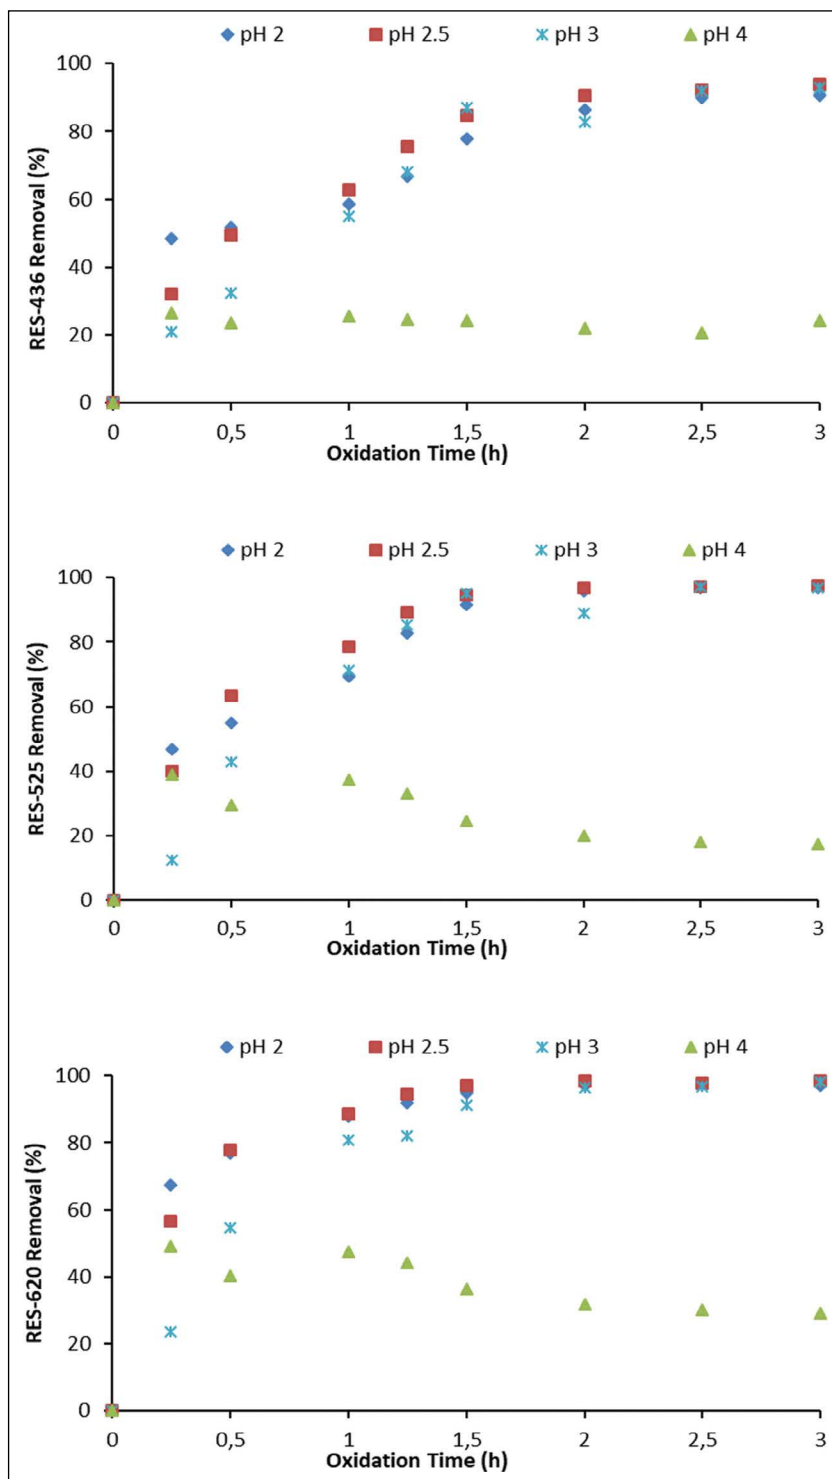 pH 2 pH 2.5 pH 3 pH 4
100
80
60
40
20
0
RES-436 Removal (%)
0 0,5 1 1,5 2 2,5 3
Oxidation Time (h)
pH 2 pH 2.5 pH 3 pH 4
100
80
60
40
20
0
RES-525 Removal (%)
0 0,5 1 1,5 2 2,5 3
Oxidation Time (h)
pH 2 pH 2.5 pH 3 pH 4
100
80
60
40
20
0
RES-620 Removal (%)
0 0,5 1 1,5 2 2,5 3
Oxidation Time (h)